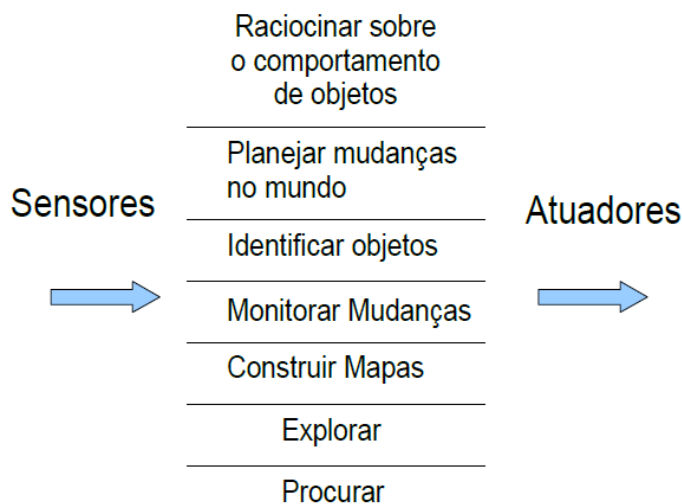 Raciocinar sobre
o comportamento
de objetos
Planejar mudanças
no mundo
Sensores
Atuadores
Identificar objetos
Monitorar Mudanças
Construir Mapas
Explorar
Procurar